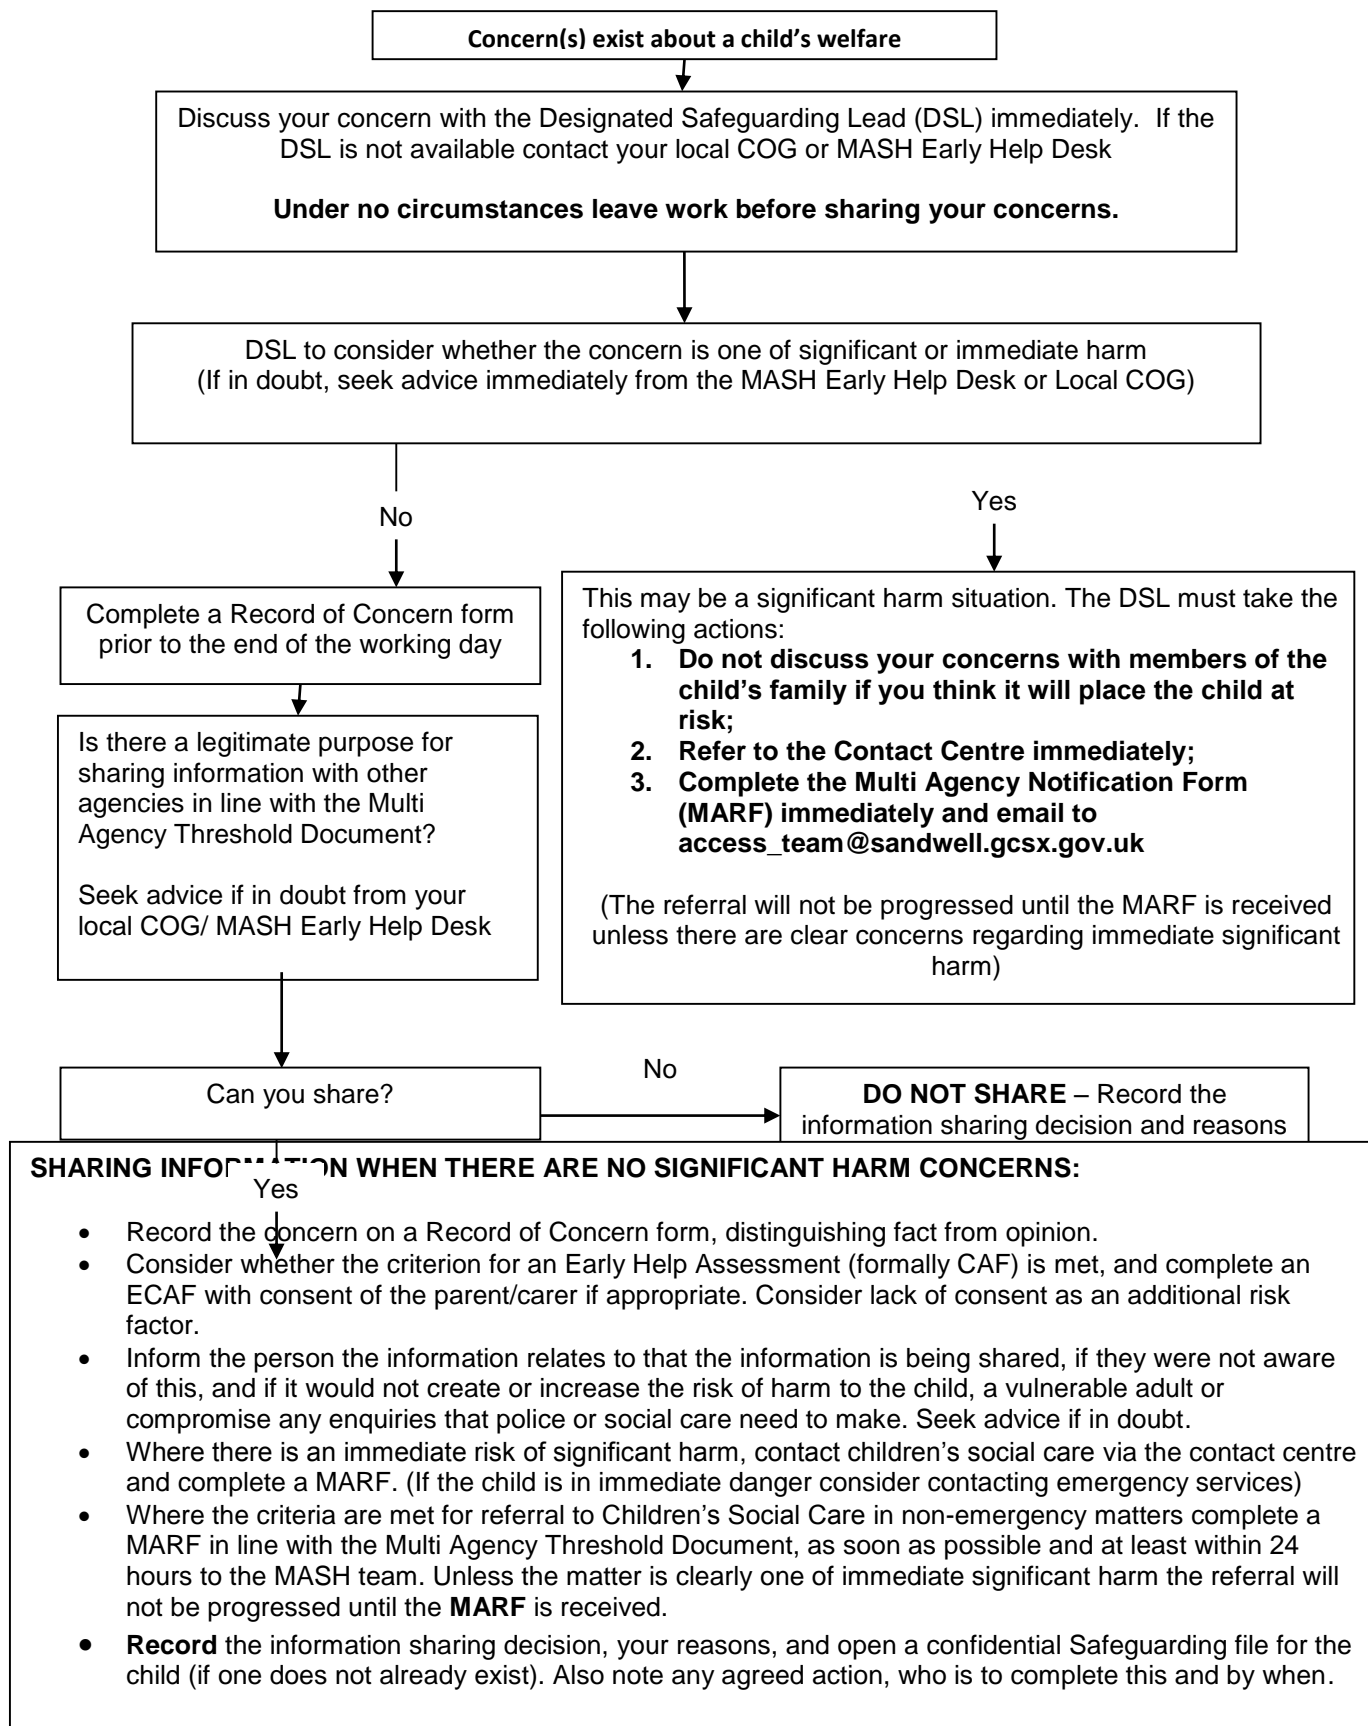 Concern(s) exist about a child's welfare
Discuss your concern with the Designated Safeguarding Lead (DSL) immediately.  If the
DSL is not available contact your local COG or MASH Early Help Desk
Under no circumstances leave work before sharing your concerns.
DSL to consider whether the concern is one of significant or immediate harm
(If in doubt, seek advice immediately from the MASH Early Help Desk or Local COG)
No
Yes
Complete a Record of Concern form
prior to the end of the working day
This may be a significant harm situation. The DSL must take the
following actions:
1. Do not discuss your concerns with members of the
child's family if you think it will place the child at
risk;
2. Refer to the Contact Centre immediately;
3. Complete the Multi Agency Notification Form
(MARF) immediately and email to
access_team@sandwell.gcsx.gov.uk
(The referral will not be progressed until the MARF is received
unless there are clear concerns regarding immediate significant
harm)
Is there a legitimate purpose for
sharing information with other
agencies in line with the Multi
Agency Threshold Document?
Seek advice if in doubt from your
local COG/ MASH Early Help Desk
Can you share?
No
DO NOT SHARE – Record the
information sharing decision and reasons
SHARING INFORMATION WHEN THERE ARE NO SIGNIFICANT HARM CONCERNS:
Yes
• Record the concern on a Record of Concern form, distinguishing fact from opinion.
• Consider whether the criterion for an Early Help Assessment (formally CAF) is met, and complete an
ECAF with consent of the parent/carer if appropriate. Consider lack of consent as an additional risk
factor.
• Inform the person the information relates to that the information is being shared, if they were not aware
of this, and if it would not create or increase the risk of harm to the child, a vulnerable adult or
compromise any enquiries that police or social care need to make. Seek advice if in doubt.
• Where there is an immediate risk of significant harm, contact children's social care via the contact centre
and complete a MARF. (If the child is in immediate danger consider contacting emergency services)
• Where the criteria are met for referral to Children's Social Care in non-emergency matters complete a
MARF in line with the Multi Agency Threshold Document, as soon as possible and at least within 24
hours to the MASH team. Unless the matter is clearly one of immediate significant harm the referral will
not be progressed until the MARF is received.
• Record the information sharing decision, your reasons, and open a confidential Safeguarding file for the
child (if one does not already exist). Also note any agreed action, who is to complete this and by when.